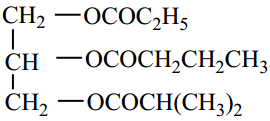 CH₂ — OCOC₂H₅
CH — OCOCH₂CH₂CH₃
CH₂ — OCOCH(CH₃)₂